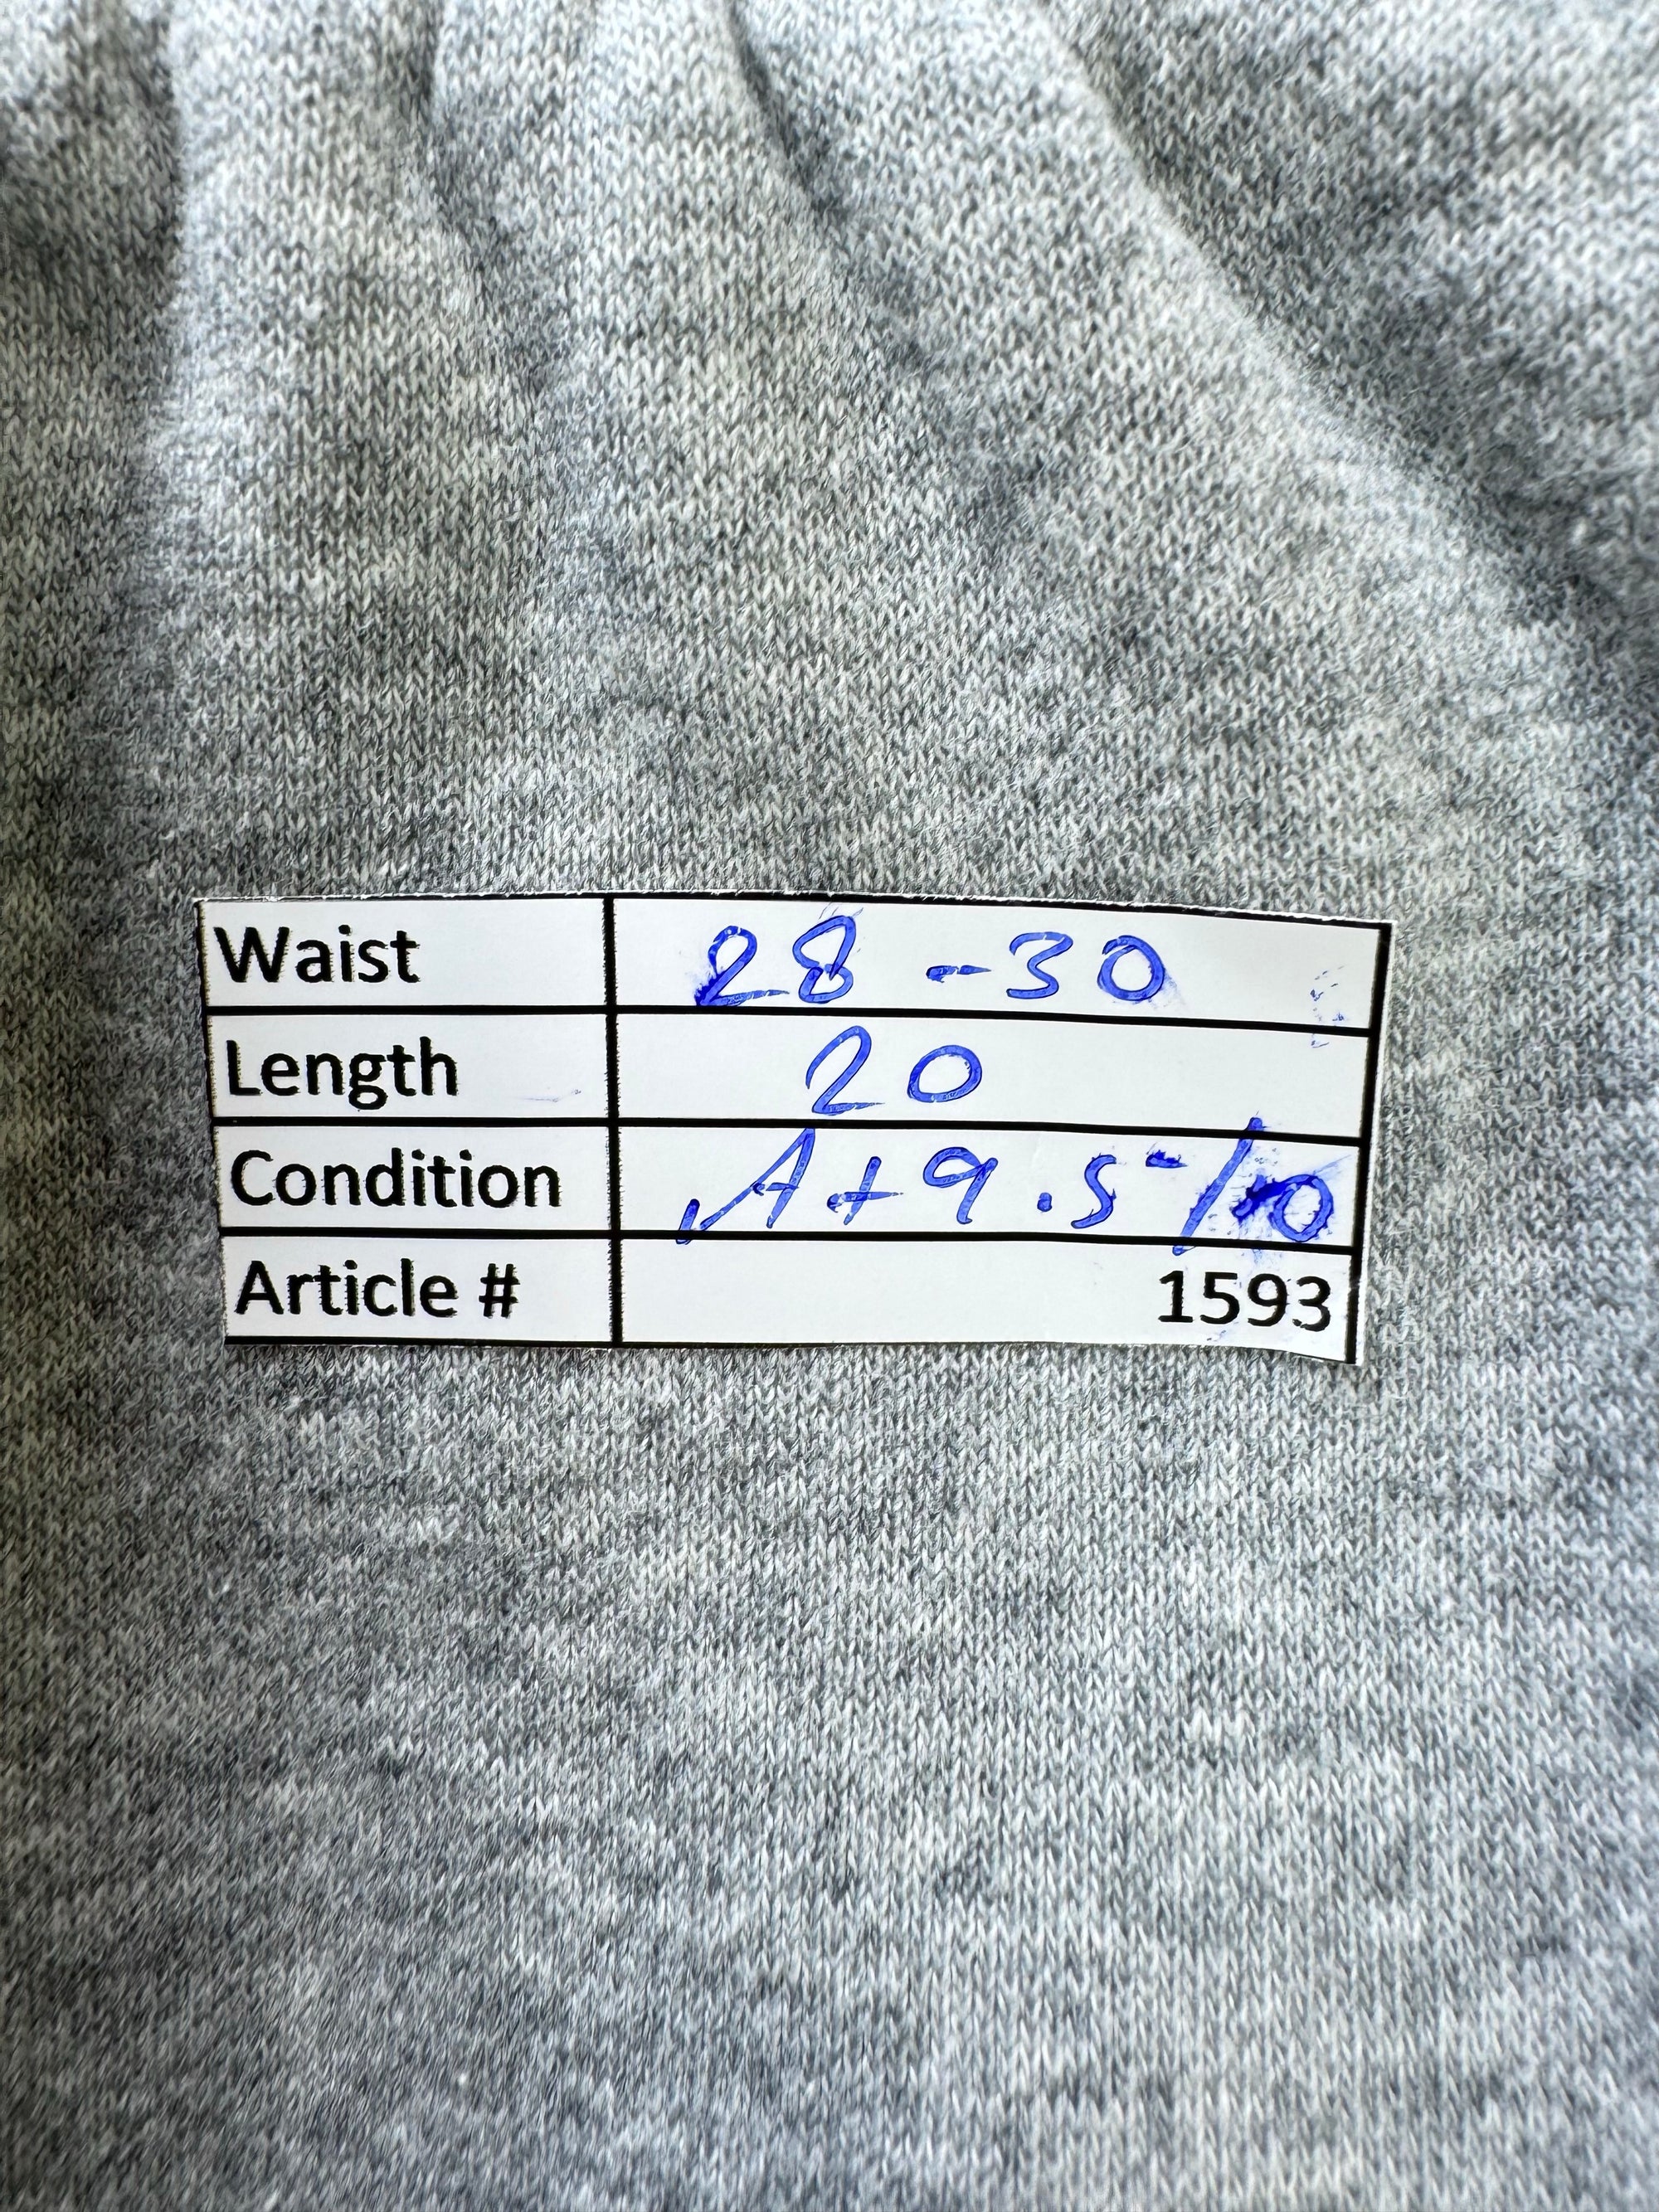 Waist 28-30
Length 20
Condition A+9.5/10
Article # 1593